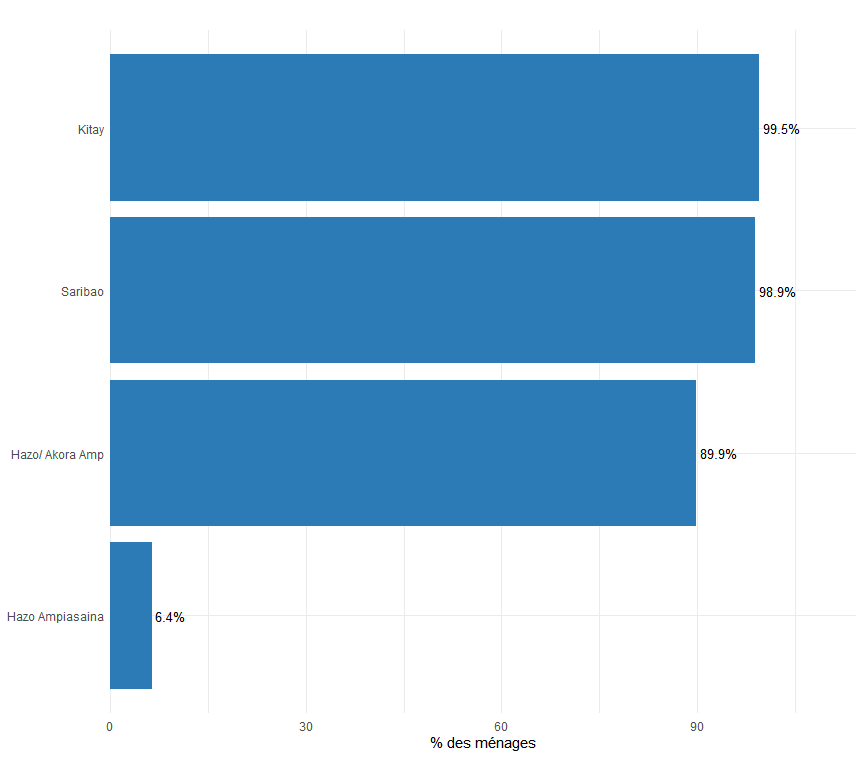 Kitay
99.5%
Saribao
98.9%
Hazo/ Akora Amp
89.9%
Hazo Ampiasaina
6.4%
0
30
60
90
% des ménages